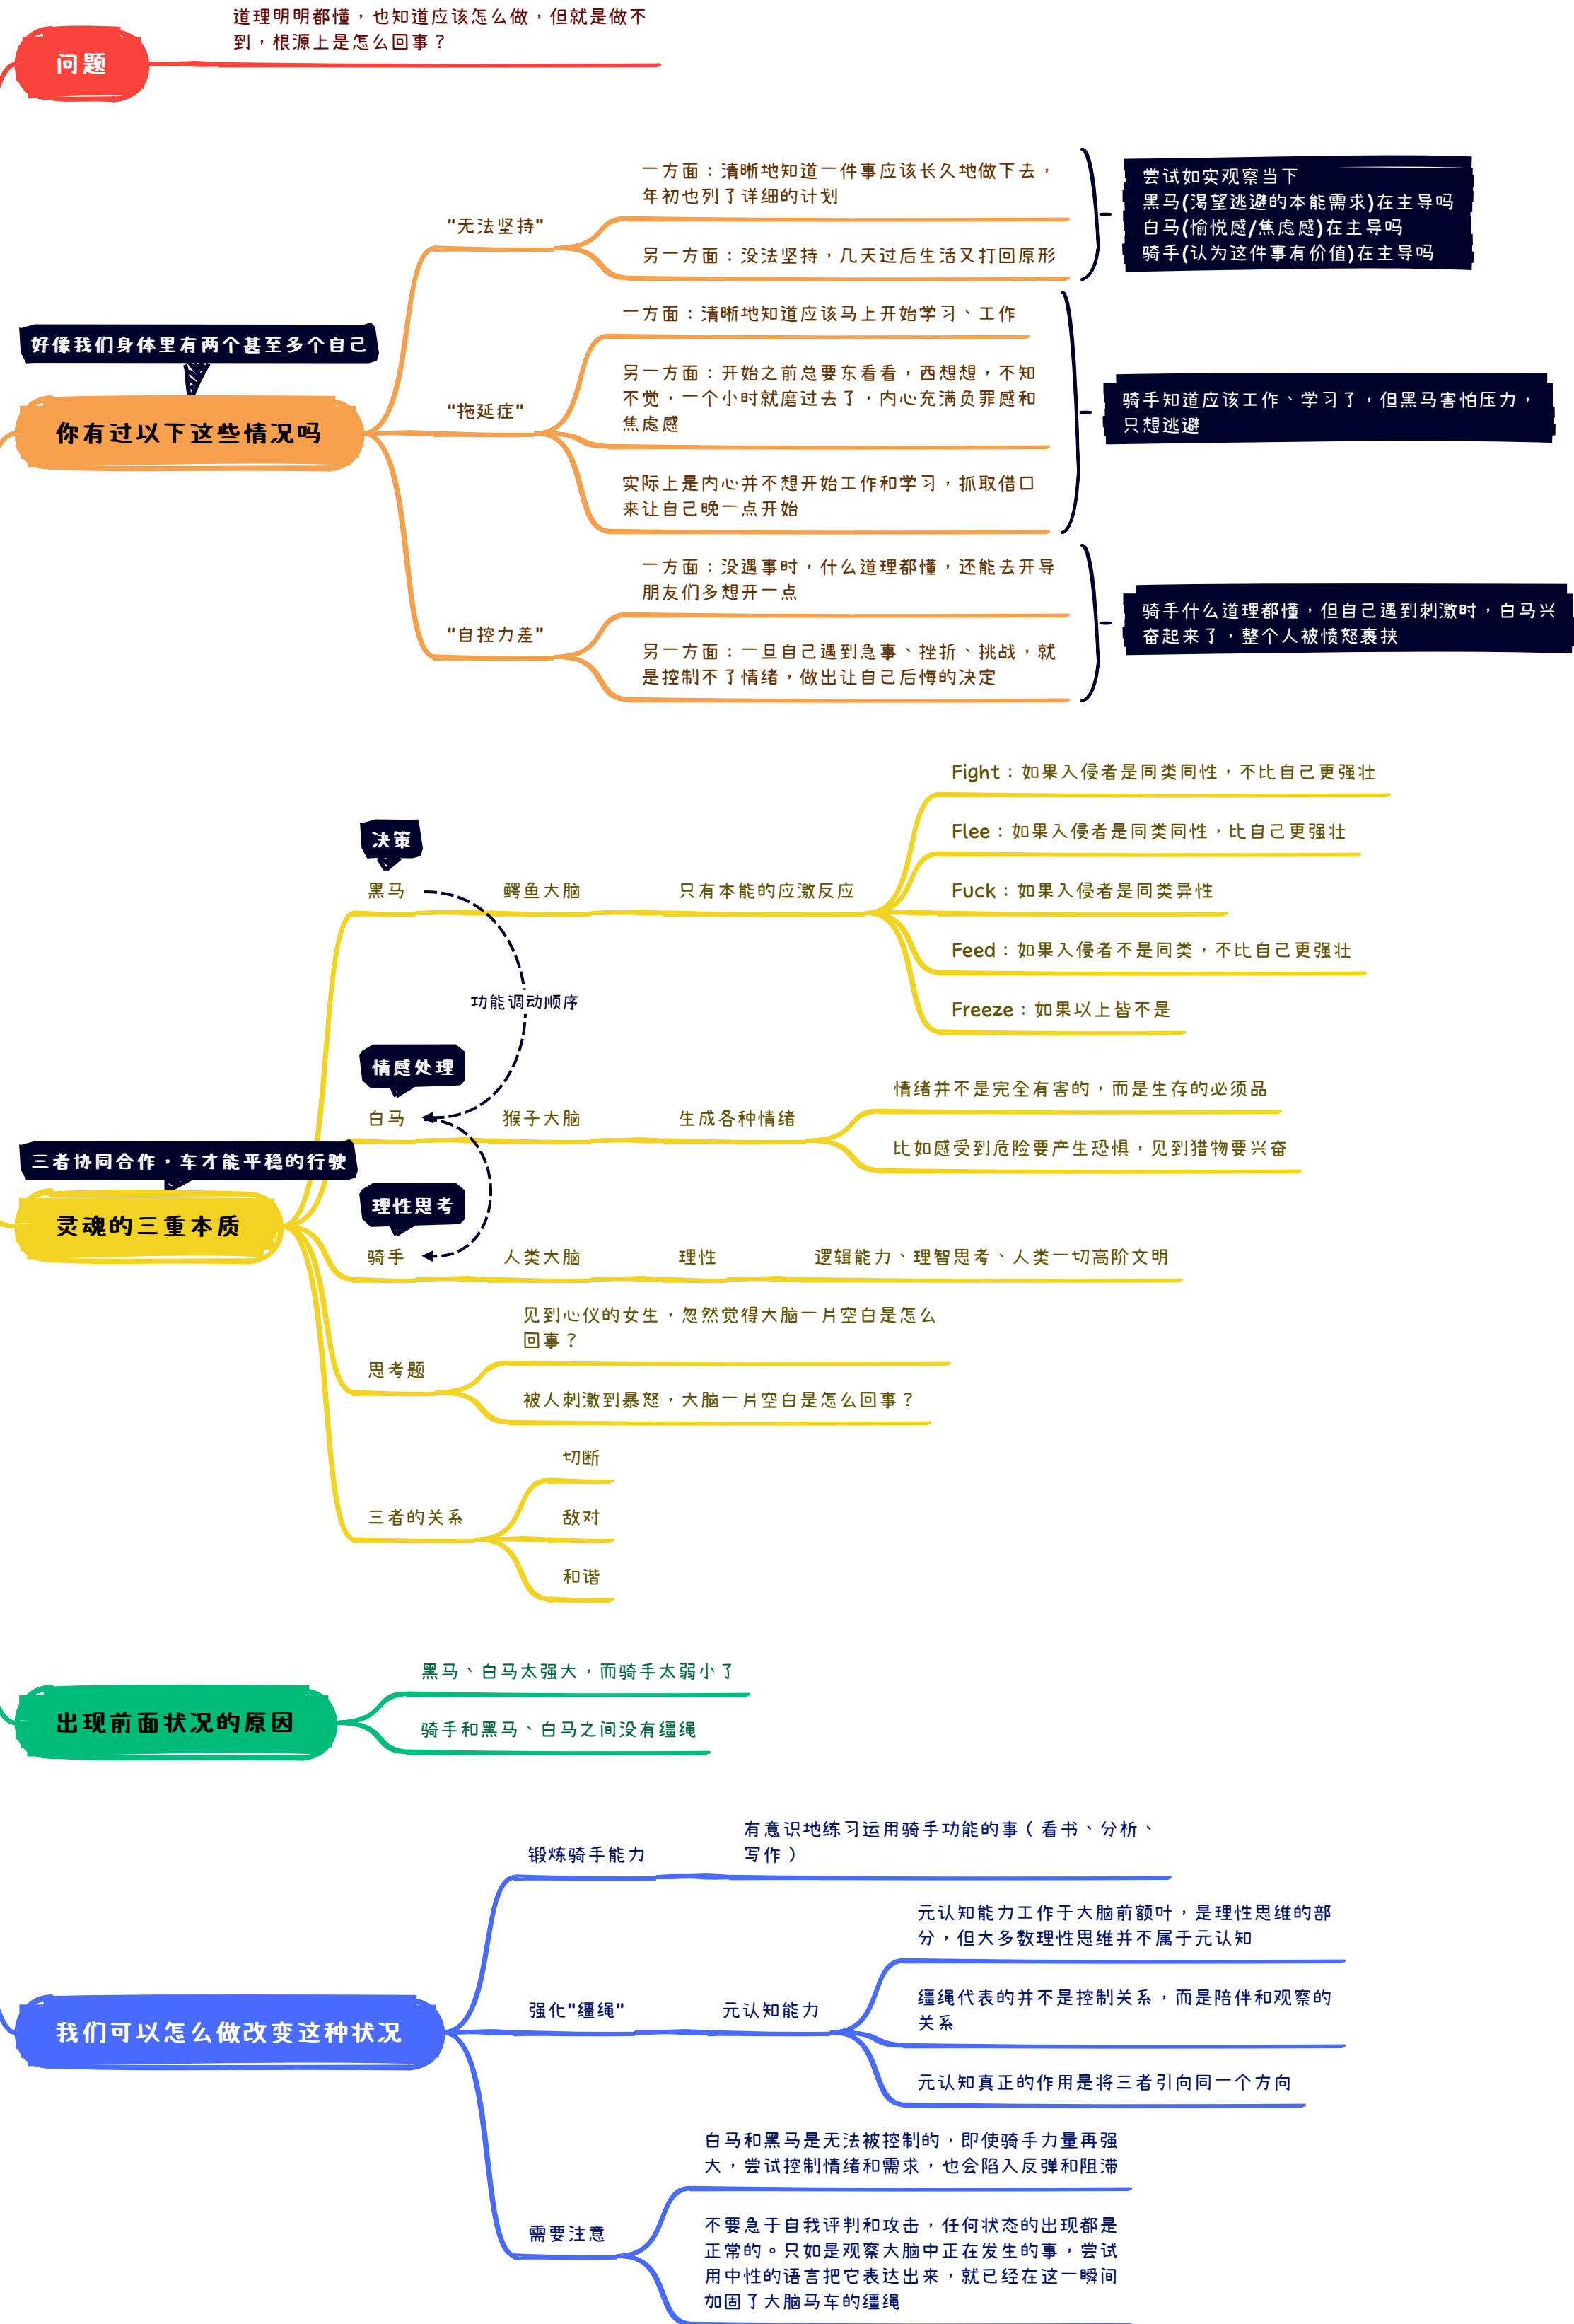 道理明明都懂，也知道应该怎么做，但就是做不
到，根源上是怎么回事？
问题
一方面：清晰地知道一件事应该长久地做下去，
年初也列了详细的计划
"无法坚持"
另一方面：没法坚持，几天过后生活又打回原形
尝试如实观察当下
黑马(渴望逃避的本能需求)在主导吗
白马(愉悦感/焦虑感)在主导吗
骑手(认为这件事有价值)在主导吗
好像我们身体里有两个甚至多个自己
你有过以下这些情况吗
一方面：清晰地知道应该马上开始学习、工作
"拖延症"
另一方面：开始之前总要东看看，西想想，不知
不觉，一个小时就磨过去了，内心充满负罪感和
焦虑感
实际上是内心并不想开始工作和学习，抓取借口
来让自己晚一点开始
骑手知道应该工作、学习了，但黑马害怕压力，
只想逃避
一方面：没遇事时，什么道理都懂，还能去开导
朋友们多想开一点
"自控力差"
另一方面：一旦自己遇到急事、挫折、挑战，就
是控制不了情绪，做出让自己后悔的决定
骑手什么道理都懂，但自己遇到刺激时，白马兴
奋起来了，整个人被愤怒裹挟
Fight：如果入侵者是同类同性，不比自己更强壮
Flee：如果入侵者是同类同性，比自己更强壮
决策
黑马
鳄鱼大脑
只有本能的应激反应
Fuck：如果入侵者是同类异性
Feed：如果入侵者不是同类，不比自己更强壮
Freeze：如果以上皆不是
功能调动顺序
情感处理
白马
猴子大脑
生成各种情绪
情绪并不是完全有害的，而是生存的必须品
比如感受到危险要产生恐惧，见到猎物要兴奋
三者协同合作，车才能平稳的行驶
灵魂的三重本质
理性思考
骑手
人类大脑
理性
逻辑能力、理智思考、人类一切高阶文明
见到心仪的女生，忽然觉得大脑一片空白是怎么
回事？
思考题
被人刺激到暴怒，大脑一片空白是怎么回事？
切断
三者的关系
敌对
和谐
黑马、白马太强大，而骑手太弱小了
出现前面状况的原因
骑手和黑马、白马之间没有缰绳
有意识地练习运用骑手功能的事（看书、分析、
写作）
锻炼骑手能力
元认知能力工作于大脑前额叶，是理性思维的部
分，但大多数理性思维并不属于元认知
强化"缰绳"
元认知能力
缰绳代表的并不是控制关系，而是陪伴和观察的
关系
我们可以怎么做改变这种状况
元认知真正的作用是将三者引向同一个方向
白马和黑马是无法被控制的，即使骑手力量再强
大，尝试控制情绪和需求，也会陷入反弹和阻滞
需要注意
不要急于自我评判和攻击，任何状态的出现都是
正常的。只如是观察大脑中正在发生的事，尝试
用中性的语言把它表达出来，就已经在这一瞬间
加固了大脑马车的缰绳